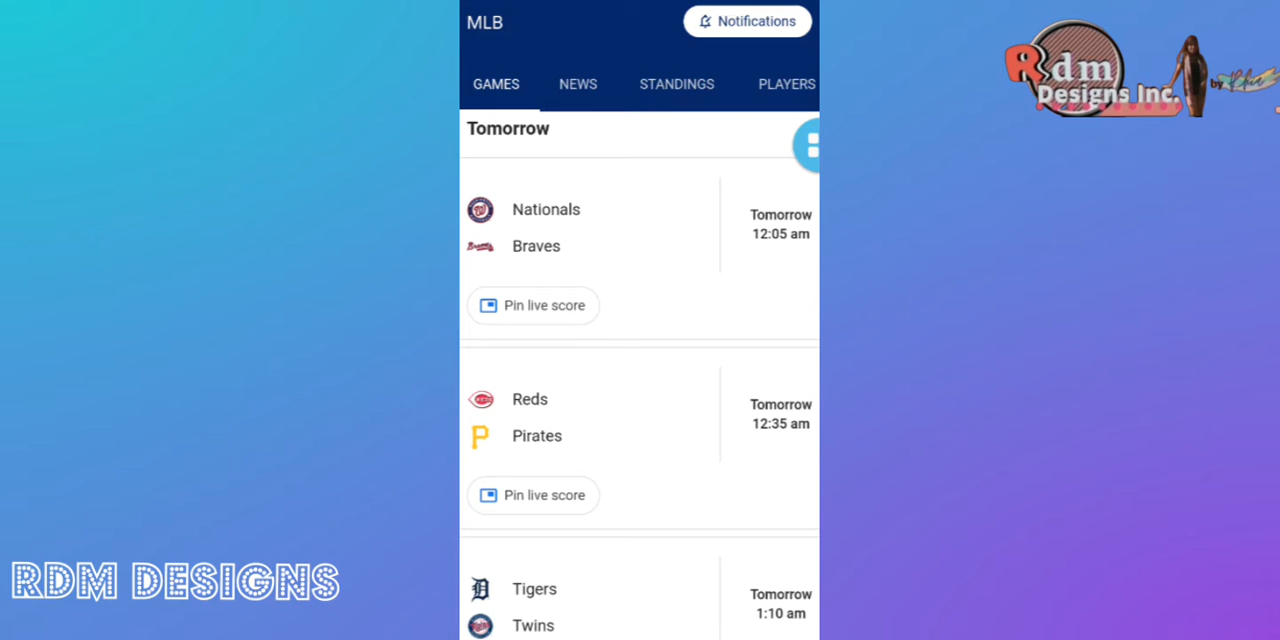 MLB
Notifications
GAMES NEWS STANDINGS PLAYERS
Tomorrow
Nationals
Braves
Tomorrow
12:05 am
Pin live score
Reds
Pirates
Tomorrow
12:35 am
Pin live score
Tigers
Twins
Tomorrow
1:10 am
Rdm
Designs Inc.
by
RDM DESIGNS